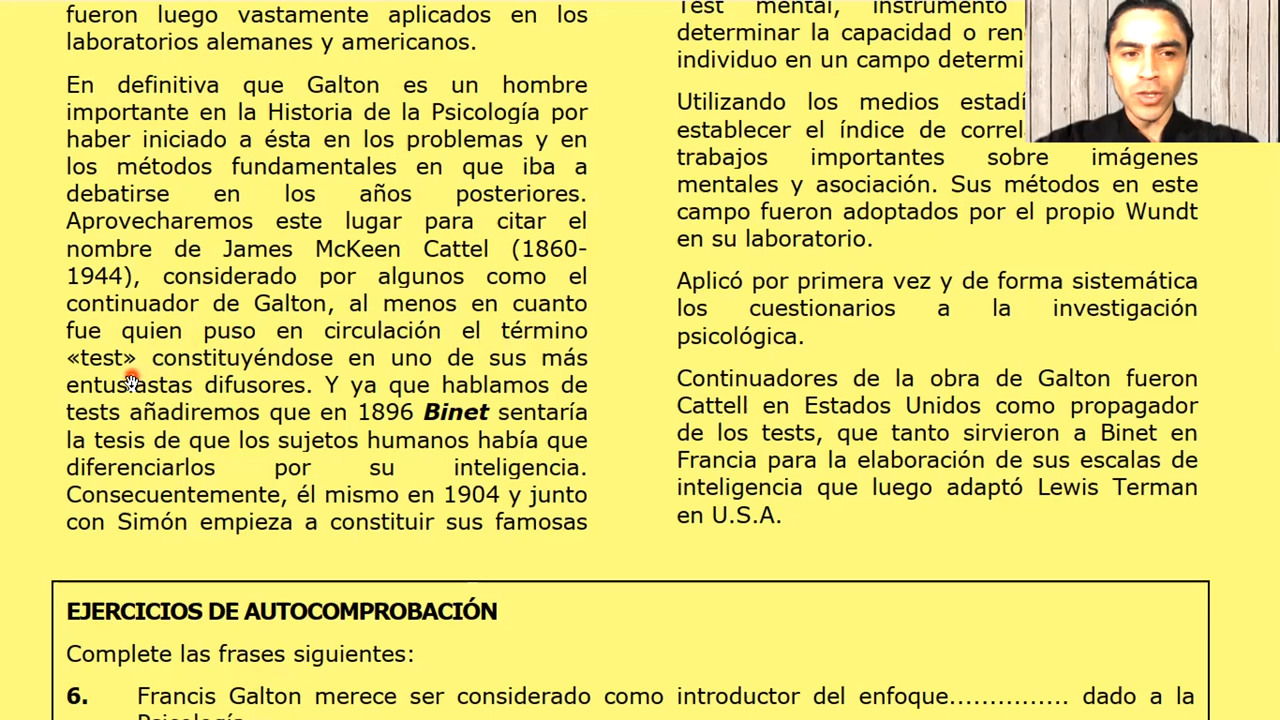 fueron luego vastamente aplicados en los
laboratorios alemanes y americanos.
En definitiva que Galton es un hombre
importante en la Historia de la Psicología por
haber iniciado a ésta en los problemas y en
los métodos fundamentales en que iba a
debatirse en los años posteriores.
Aprovecharemos este lugar para citar el
nombre de James McKeen Cattel (1860-
1944), considerado por algunos como el
continuador de Galton, al menos en cuanto
fue quien puso en circulación el término
«test» constituyéndose en uno de sus más
entusiastas difusores. Y ya que hablamos de
tests añadiremos que en 1896 Binet sentaría
la tesis de que los sujetos humanos había que
diferenciarlos por su inteligencia.
Consecuentemente, él mismo en 1904 y junto
con Simón empieza a constituir sus famosas
Test mental, instrumento
determinar la capacidad o ren
individuo en un campo determi
Utilizando los medios estadí
establecer el índice de correl
trabajos importantes sobre imágenes
mentales y asociación. Sus métodos en este
campo fueron adoptados por el propio Wundt
en su laboratorio.
Aplicó por primera vez y de forma sistemática
los cuestionarios a la investigación
psicológica.
Continuadores de la obra de Galton fueron
Cattell en Estados Unidos como propagador
de los tests, que tanto sirvieron a Binet en
Francia para la elaboración de sus escalas de
inteligencia que luego adaptó Lewis Terman
en U.S.A.
EJERCICIOS DE AUTOCOMPROBACIÓN
Complete las frases siguientes:
6. Francis Galton merece ser considerado como introductor del enfoque............... dado a la
Psicología